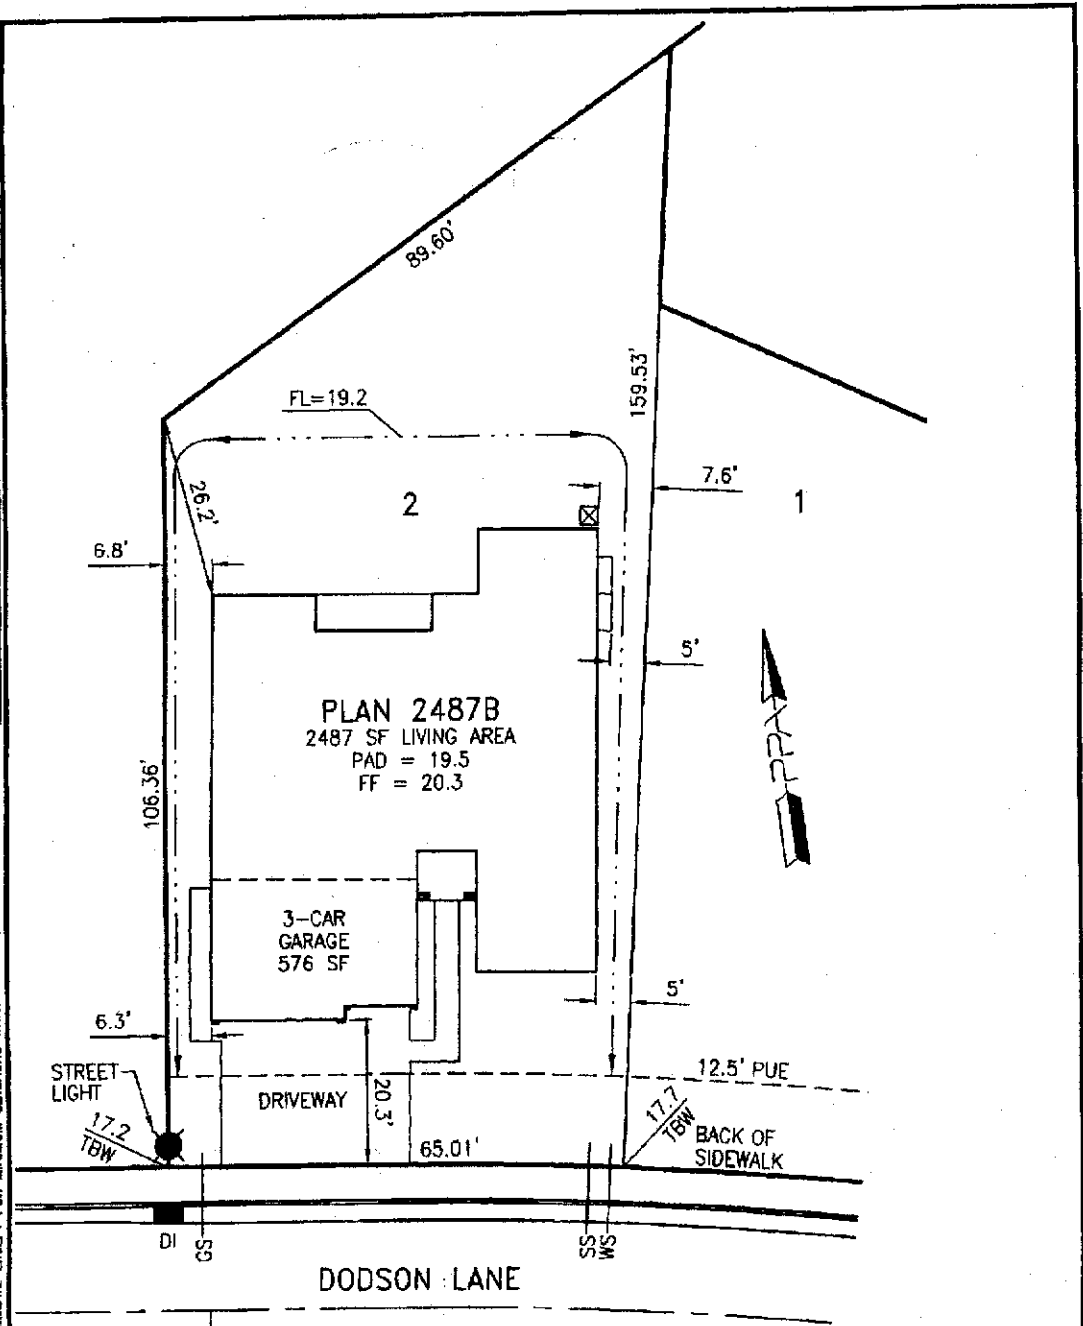 89.60'
159.53'
FL=19.2
26.2'
2
7.6'
1
6.8'
5'
PLAN 2487B
2487 SF LIVING AREA
PAD = 19.5
FF = 20.3
106.36'
3-CAR
GARAGE
576 SF
5'
6.3'
STREET
LIGHT
12.5' PUE
DRIVEWAY
20.3'
17.2
TBW
17.7
TBW
65.01'
BACK OF
SIDEWALK
DI
SD
SS
WS
DODSON LANE